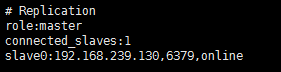 # Replication
role:master
connected_slaves:1
slave0:192.168.239.130,6379,online